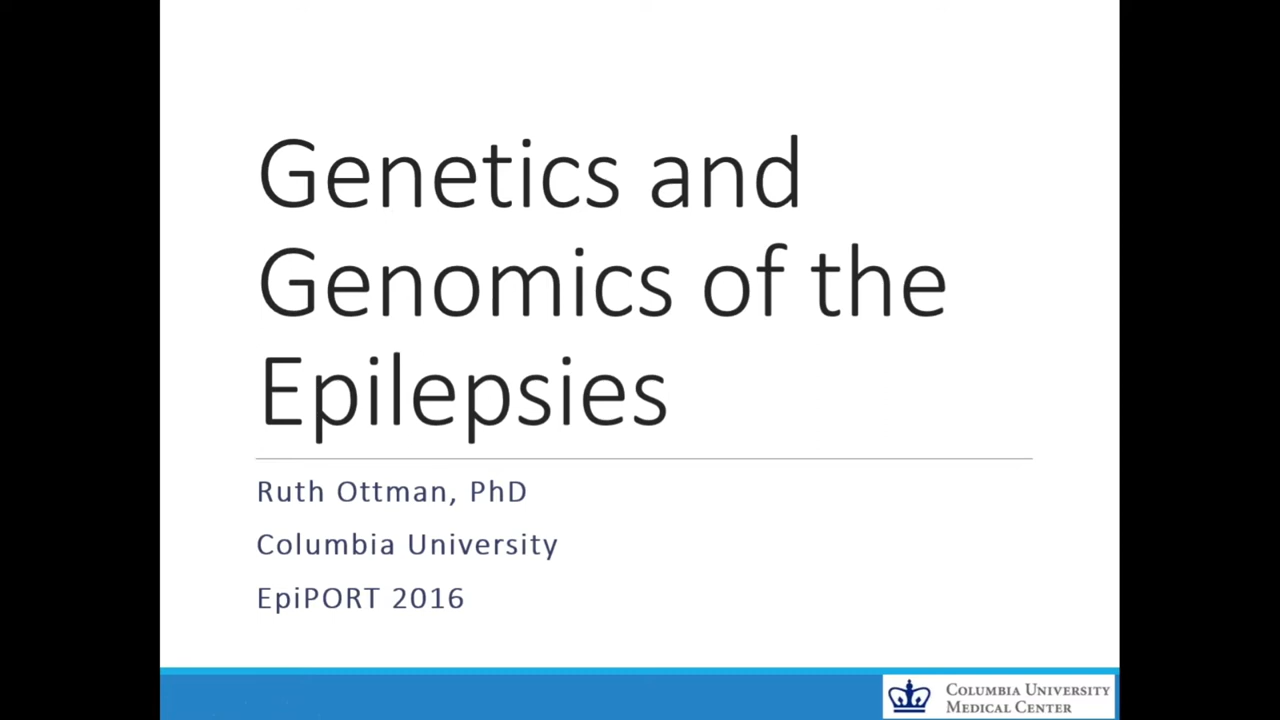 Genetics and
Genomics of the
Epilepsies
Ruth Ottman, PhD
Columbia University
EpiPORT 2016
COLUMBIA UNIVERSITY
MEDICAL CENTER